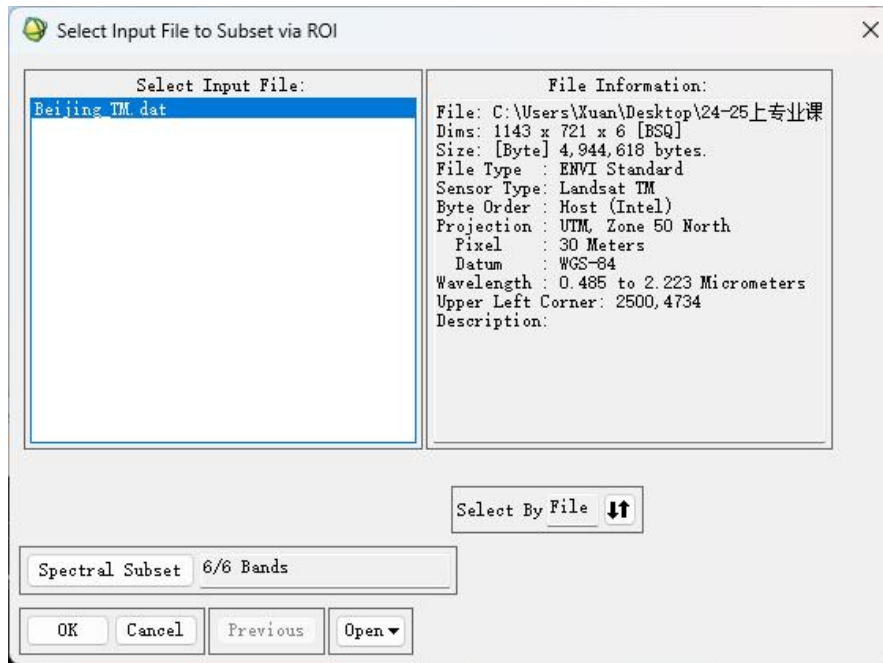 Select Input File to Subset via ROI
Select Input File:
Beijing_TM.dat
File Information:
File: C:\Users\Xuan\Desktop\24-25上专业课
Dims: 1143 x 721 x 6 [BSQ]
Size: [Byte] 4,944,618 bytes.
File Type : ENVI Standard
Sensor Type: Landsat TM
Byte Order : Host (Intel)
Projection : UTM, Zone 50 North
Pixel : 30 Meters
Datum : WGS-84
Wavelength : 0.485 to 2.223 Micrometers
Upper Left Corner: 2500,4734
Description:
Select By File
Spectral Subset 6/6 Bands
OK Cancel Previous Open